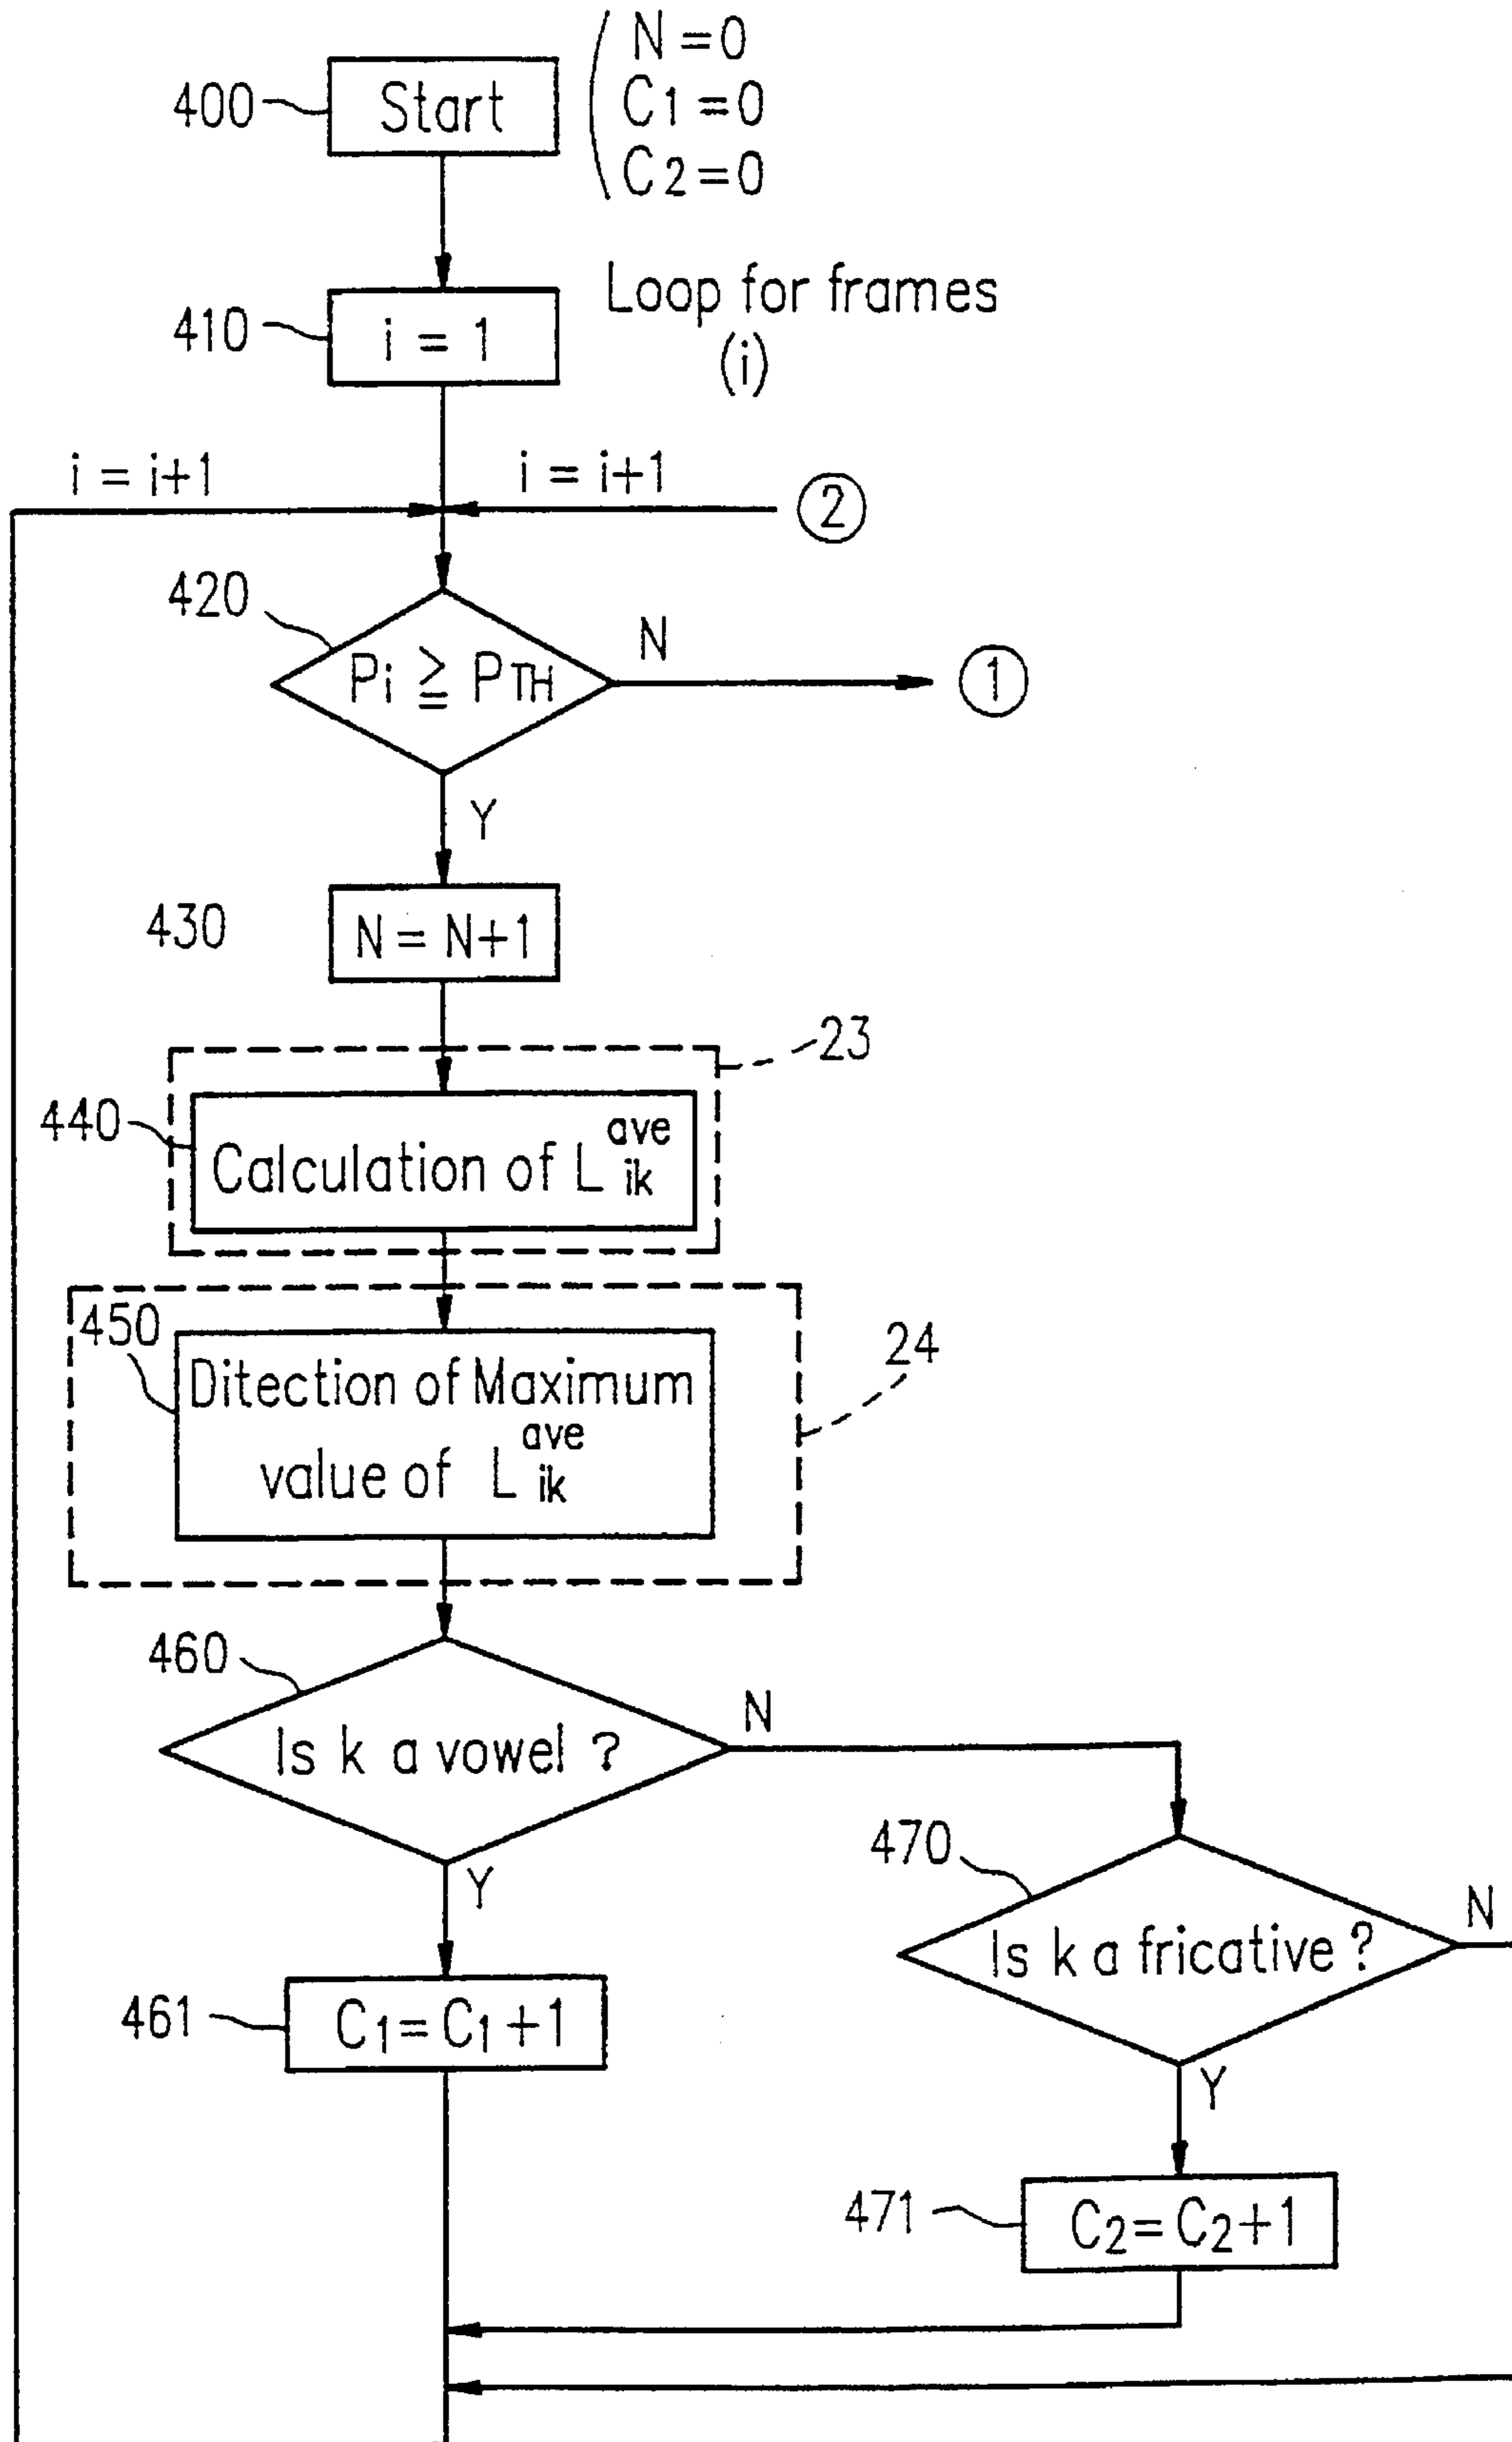 N = 0
400 Start C1 = 0
C2 = 0
Loop for frames
410 i = 1 (i)
i = i+1 i = i+1 2
420
Pi ≧ PTH N 1
Y
430 N = N+1
23
440 Calculation of L ik ave
450 24
Ditection of Maximum
value of L ik ave
460
Is k a vowel ? N
470
Y N
Is k a fricative ?
461 C1 = C1 + 1
Y
471 C2 = C2 + 1